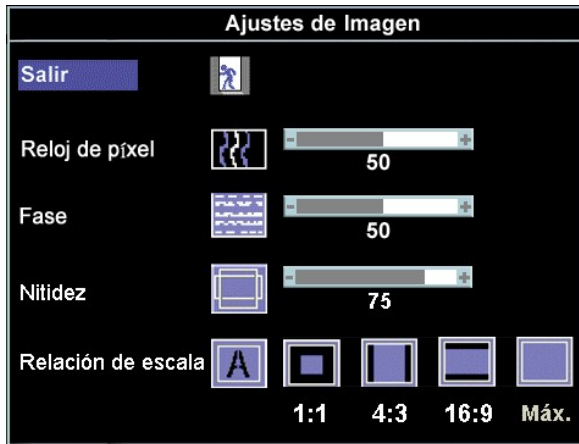 Ajustes de Imagen
Salir
Reloj de píxel
50
Fase
50
Nitidez
75
Relación de escala A
1:1 4:3 16:9 Máx.